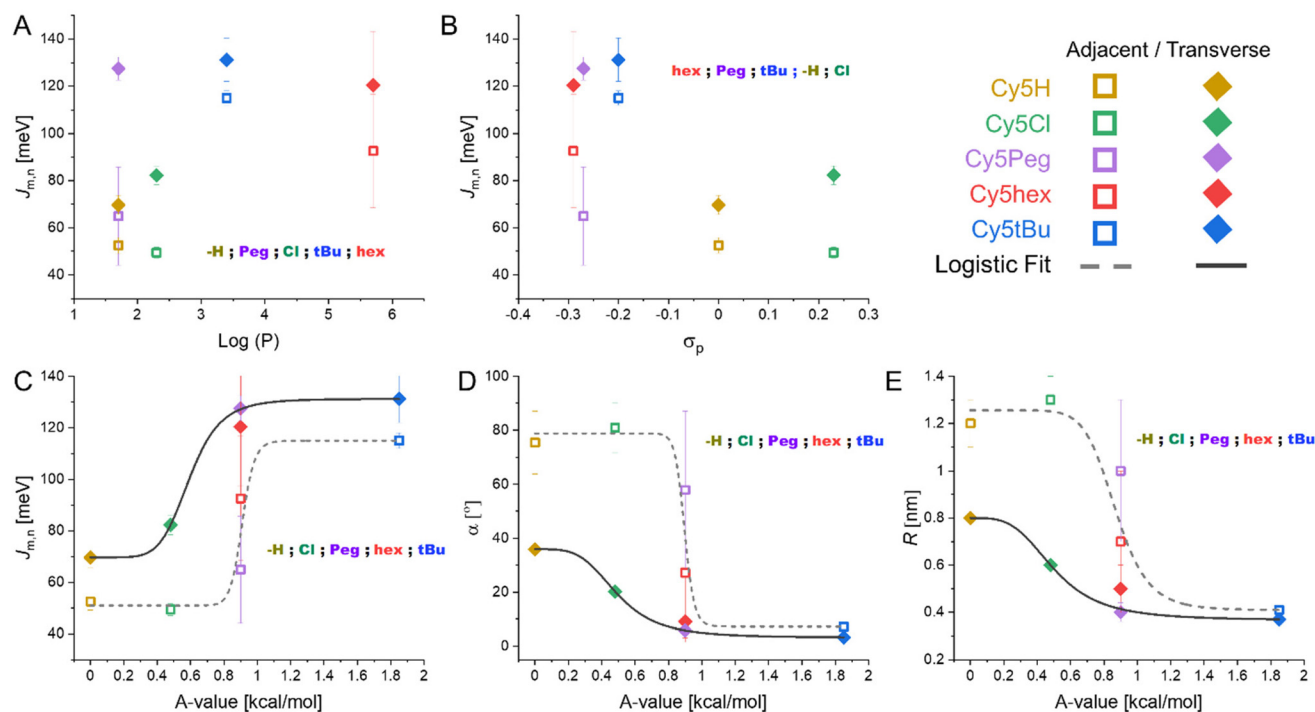 A
J m,n [meV]
140
120
100
80
60
40
-H ; Peg ; Cl ; tBu ; hex
1 2 3 4 5 6
Log (P)
B
J m,n [meV]
140
120
100
80
60
40
hex ; Peg ; tBu ; -H ; Cl
-0.4 -0.3 -0.2 -0.1 0 0.1 0.2 0.3
σp
Adjacent / Transverse
Cy5H
Cy5Cl
Cy5Peg
Cy5hex
Cy5tBu
Logistic Fit
C
J m,n [meV]
140
120
100
80
60
40
-H ; Cl ; Peg ; hex ; tBu
0 0.2 0.4 0.6 0.8 1 1.2 1.4 1.6 1.8 2
A-value [kcal/mol]
D
α [º]
100
80
60
40
20
0
-H ; Cl ; Peg ; hex ; tBu
0 0.2 0.4 0.6 0.8 1 1.2 1.4 1.6 1.8 2
A-value [kcal/mol]
E
R [nm]
1.4
1.2
1
0.8
0.6
0.4
0.2
-H ; Cl ; Peg ; hex ; tBu
0 0.2 0.4 0.6 0.8 1 1.2 1.4 1.6 1.8 2
A-value [kcal/mol]